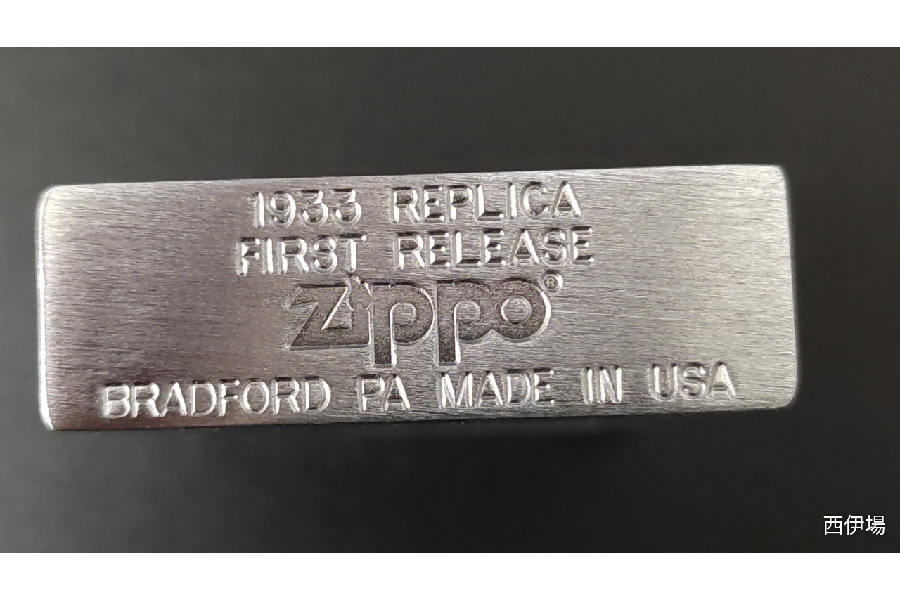 1933 REPLICA
FIRST RELEASE
zippo®
BRADFORD PA MADE IN USA
西伊場